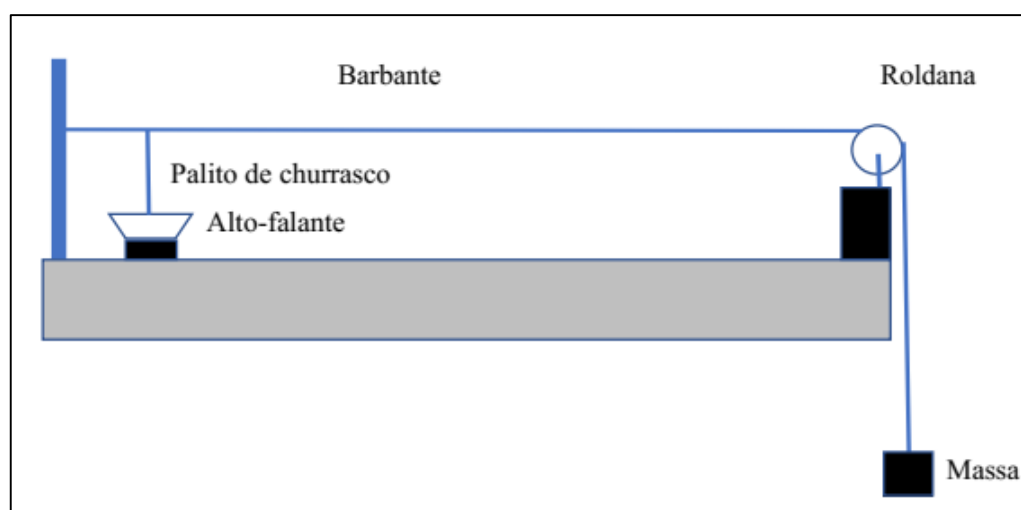 Barbante
Roldana
Palito de churrasco
Alto-falante
Massa